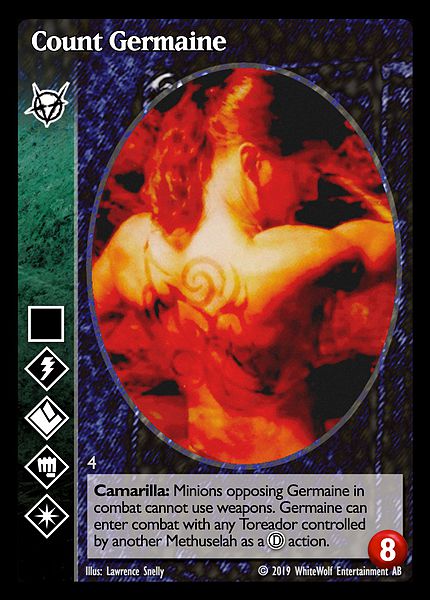 Count Germaine
4
Camarilla: Minions opposing Germaine in
combat cannot use weapons. Germaine can
enter combat with any Toreador controlled
by another Methuselah as a Ⓓ action.
8
Illus: Lawrence Snelly © 2019 WhiteWolf Entertainment AB